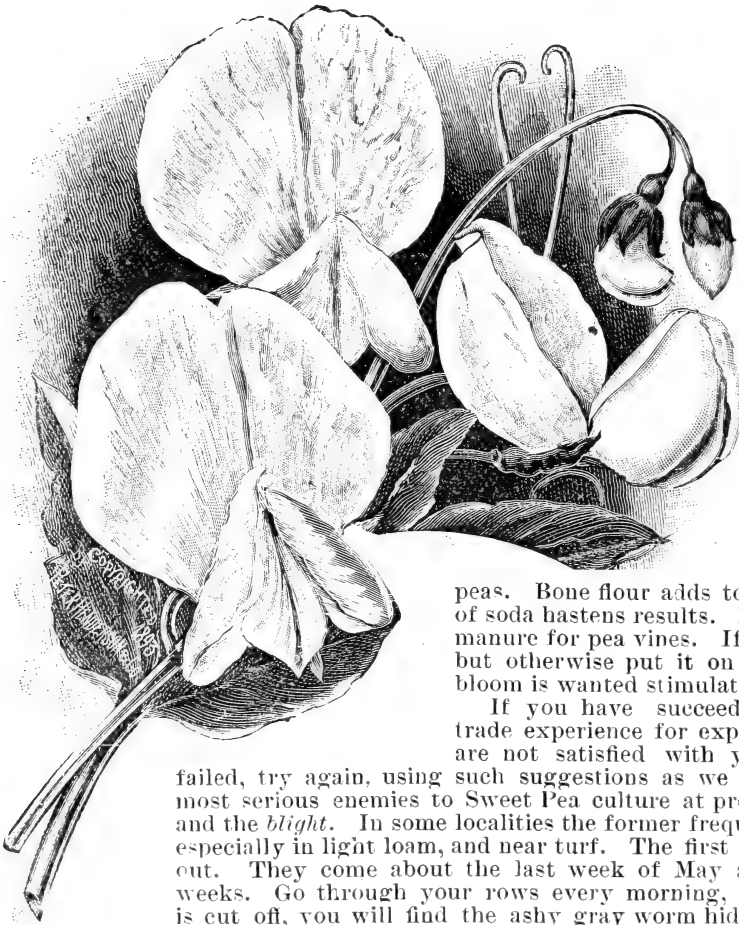 COPYRIGHTED
peas. Bone flour adds to
of soda hastens results.
manure for pea vines. If
but otherwise put it on
bloom is wanted stimulat
If you have succeed
trade experience for exp
are not satisfied with y
failed, try again, using such suggestions as we
most serious enemies to Sweet Pea culture at pr
and the blight. In some localities the former frequ
especially in light loam, and near turf. The first
out. They come about the last week of May a
weeks. Go through your rows every morning,
is cut off, you will find the ashy gray worm hid